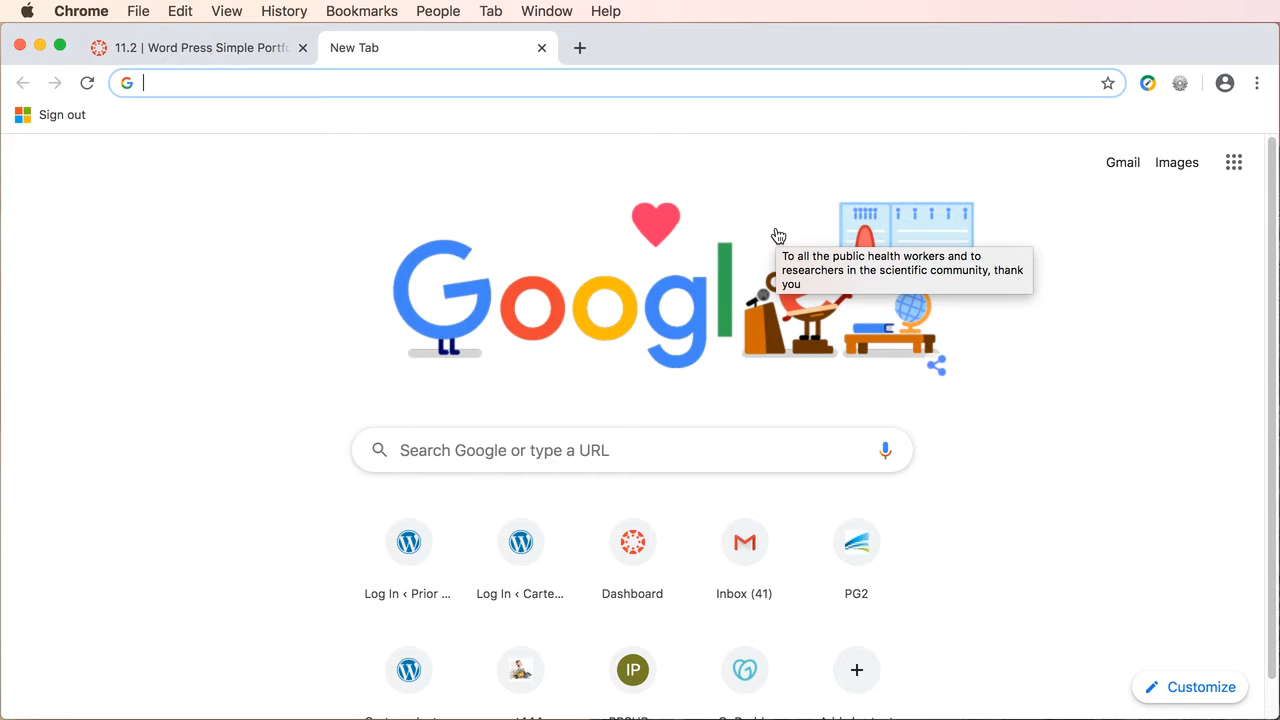 Chrome File Edit View History Bookmarks People Tab Window Help
11.2 | Word Press Simple Portfo
New Tab
Sign out
Gmail Images
Google
To all the public health workers and to
researchers in the scientific community, thank
you
Search Google or type a URL
Log In ‹ Prior ... Log In ‹ Carte... Dashboard Inbox (41) PG2
IP
Customize